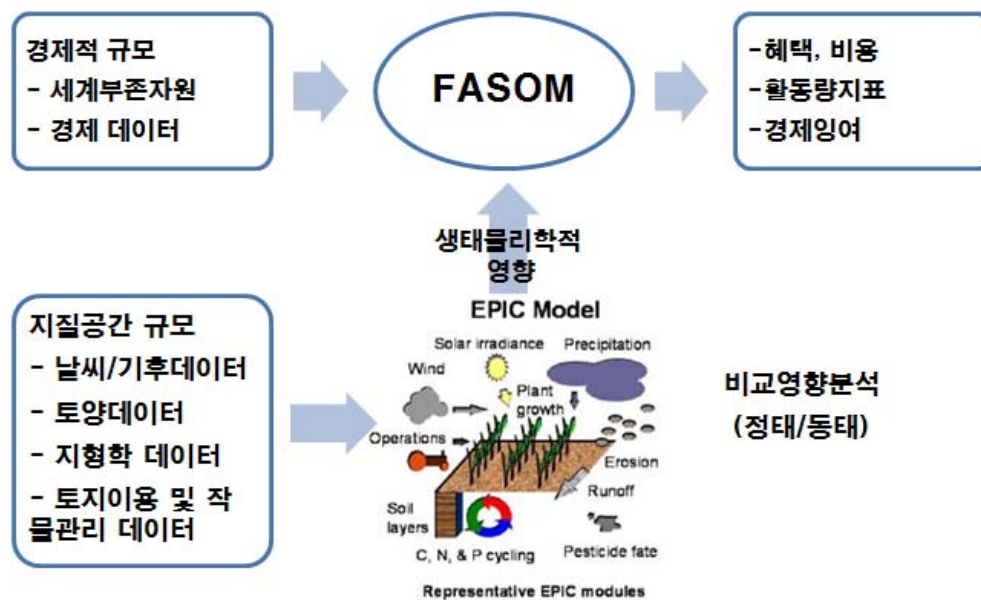 경제적 규모
- 세계부존자원
- 경제 데이터
FASOM
-혜택, 비용
-활동량지표
-경제잉여
생태물리학적
영향
지질공간 규모
- 날씨/기후데이터
- 토양데이터
- 지형학 데이터
- 토지이용 및 작
물관리 데이터
EPIC Model
Solar irradiance
Precipitation
Wind
Plant
growth
Operations
Erosion
Runoff
Soil
layers
Pesticide fate
C, N, & P cycling
Representative EPIC modules
비교영향분석
(정태/동태)